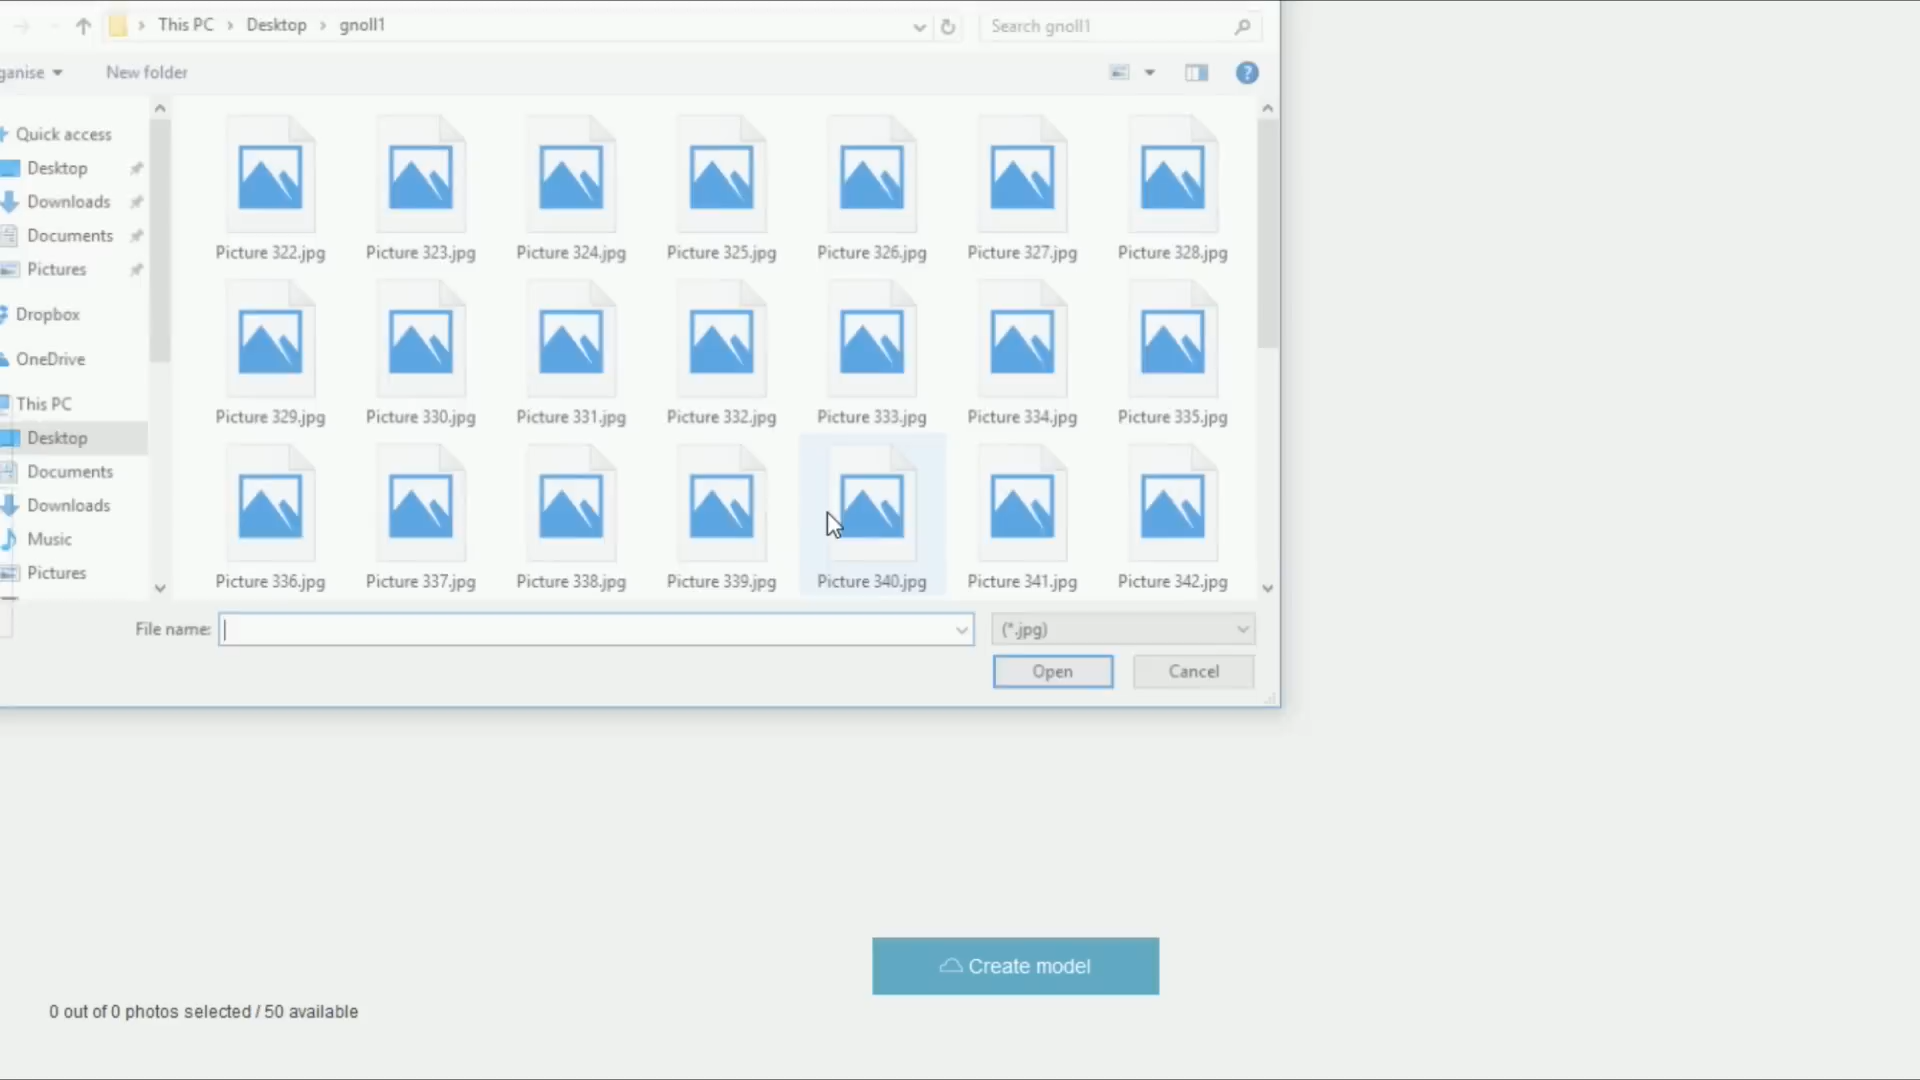 This PC > Desktop > gnoll1
Search gnoll1
ganise
New folder
Quick access
Desktop
Downloads
Documents
Pictures
Dropbox
OneDrive
This PC
Desktop
Documents
Downloads
Music
Pictures
Picture 322.jpg Picture 323.jpg Picture 324.jpg Picture 325.jpg Picture 326.jpg Picture 327.jpg Picture 328.jpg
Picture 329.jpg Picture 330.jpg Picture 331.jpg Picture 332.jpg Picture 333.jpg Picture 334.jpg Picture 335.jpg
Picture 336.jpg Picture 337.jpg Picture 338.jpg Picture 339.jpg Picture 340.jpg Picture 341.jpg Picture 342.jpg
File name:
(*.jpg)
Open Cancel
Create model
0 out of 0 photos selected / 50 available